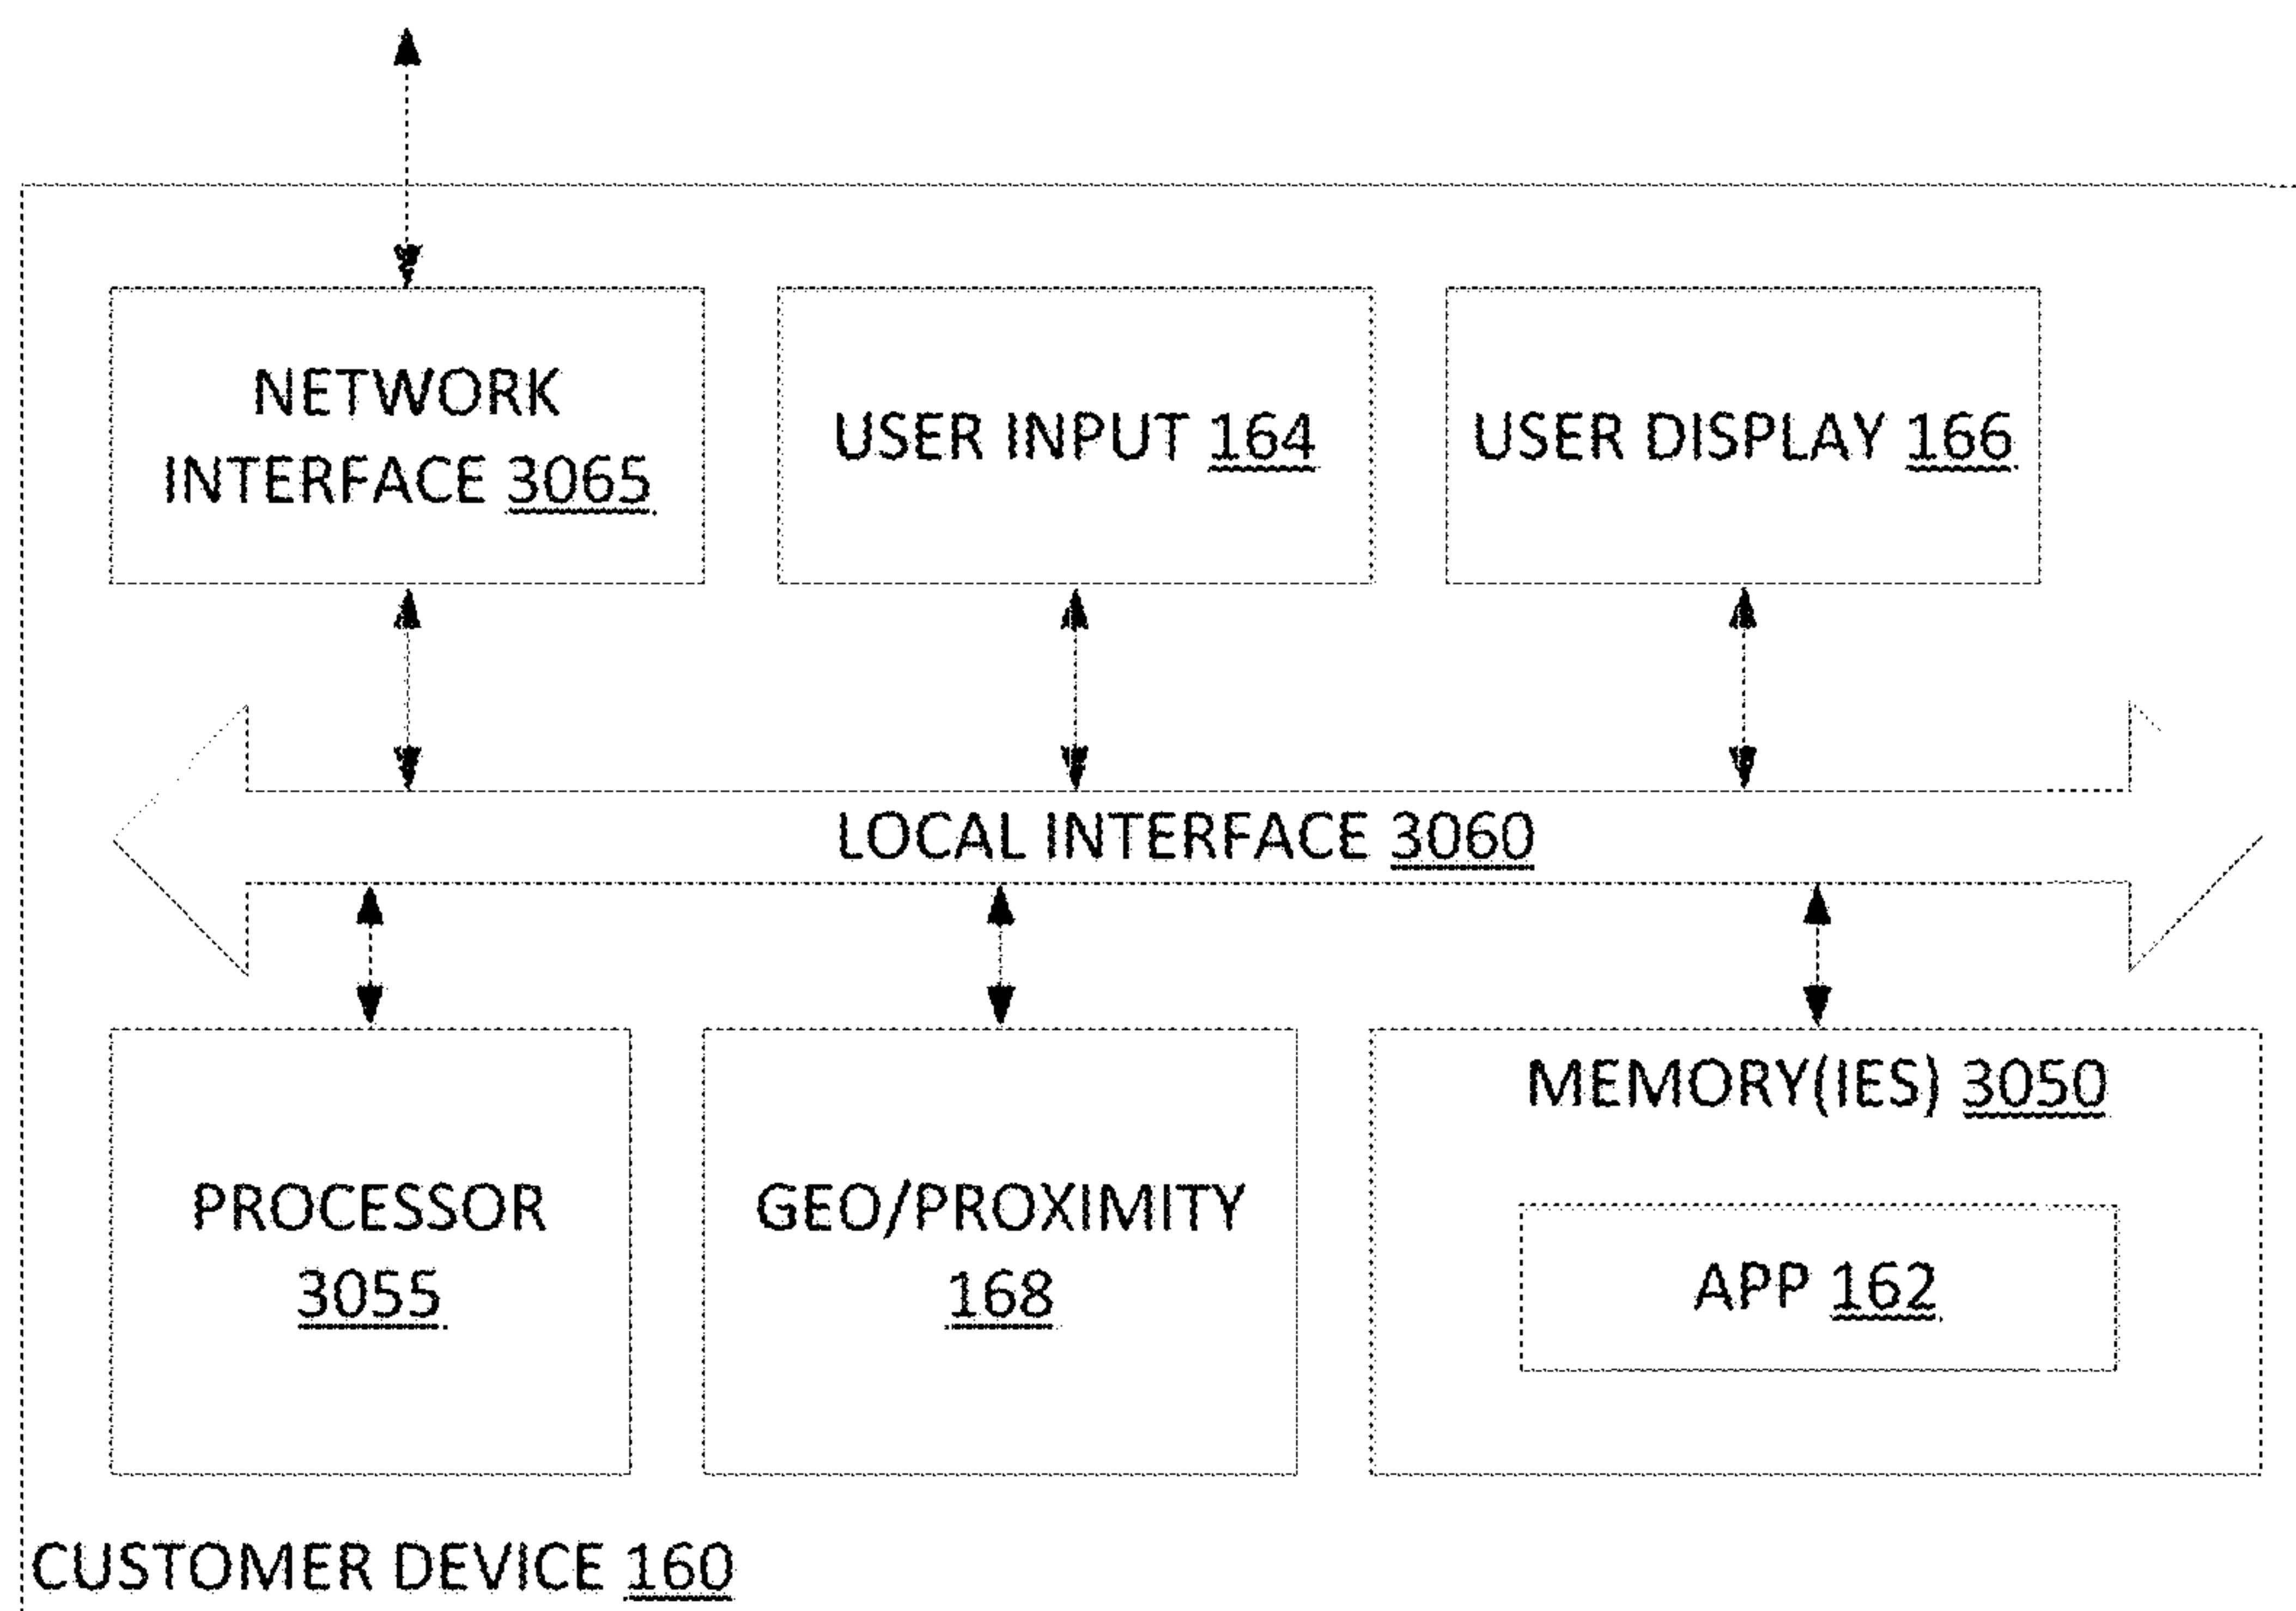 NETWORK
INTERFACE 3065
USER INPUT 164
USER DISPLAY 166
LOCAL INTERFACE 3060
PROCESSOR
3055
GEO/PROXIMITY
168
MEMORY(IES) 3050
APP 162
CUSTOMER DEVICE 160